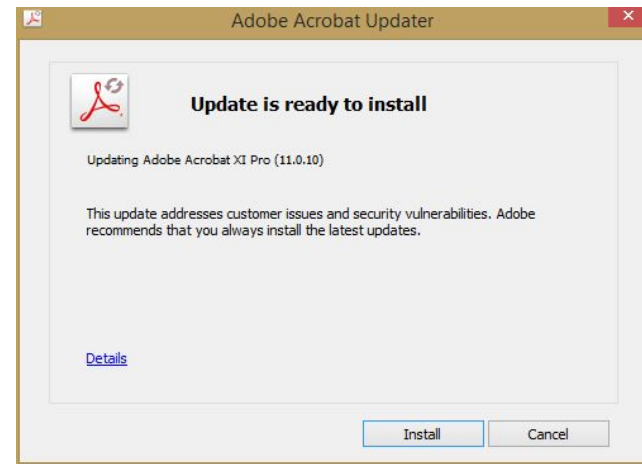 Adobe Acrobat Updater
Update is ready to install
Updating Adobe Acrobat XI Pro (11.0.10)
This update addresses customer issues and security vulnerabilities. Adobe
recommends that you always install the latest updates.
Details
Install
Cancel